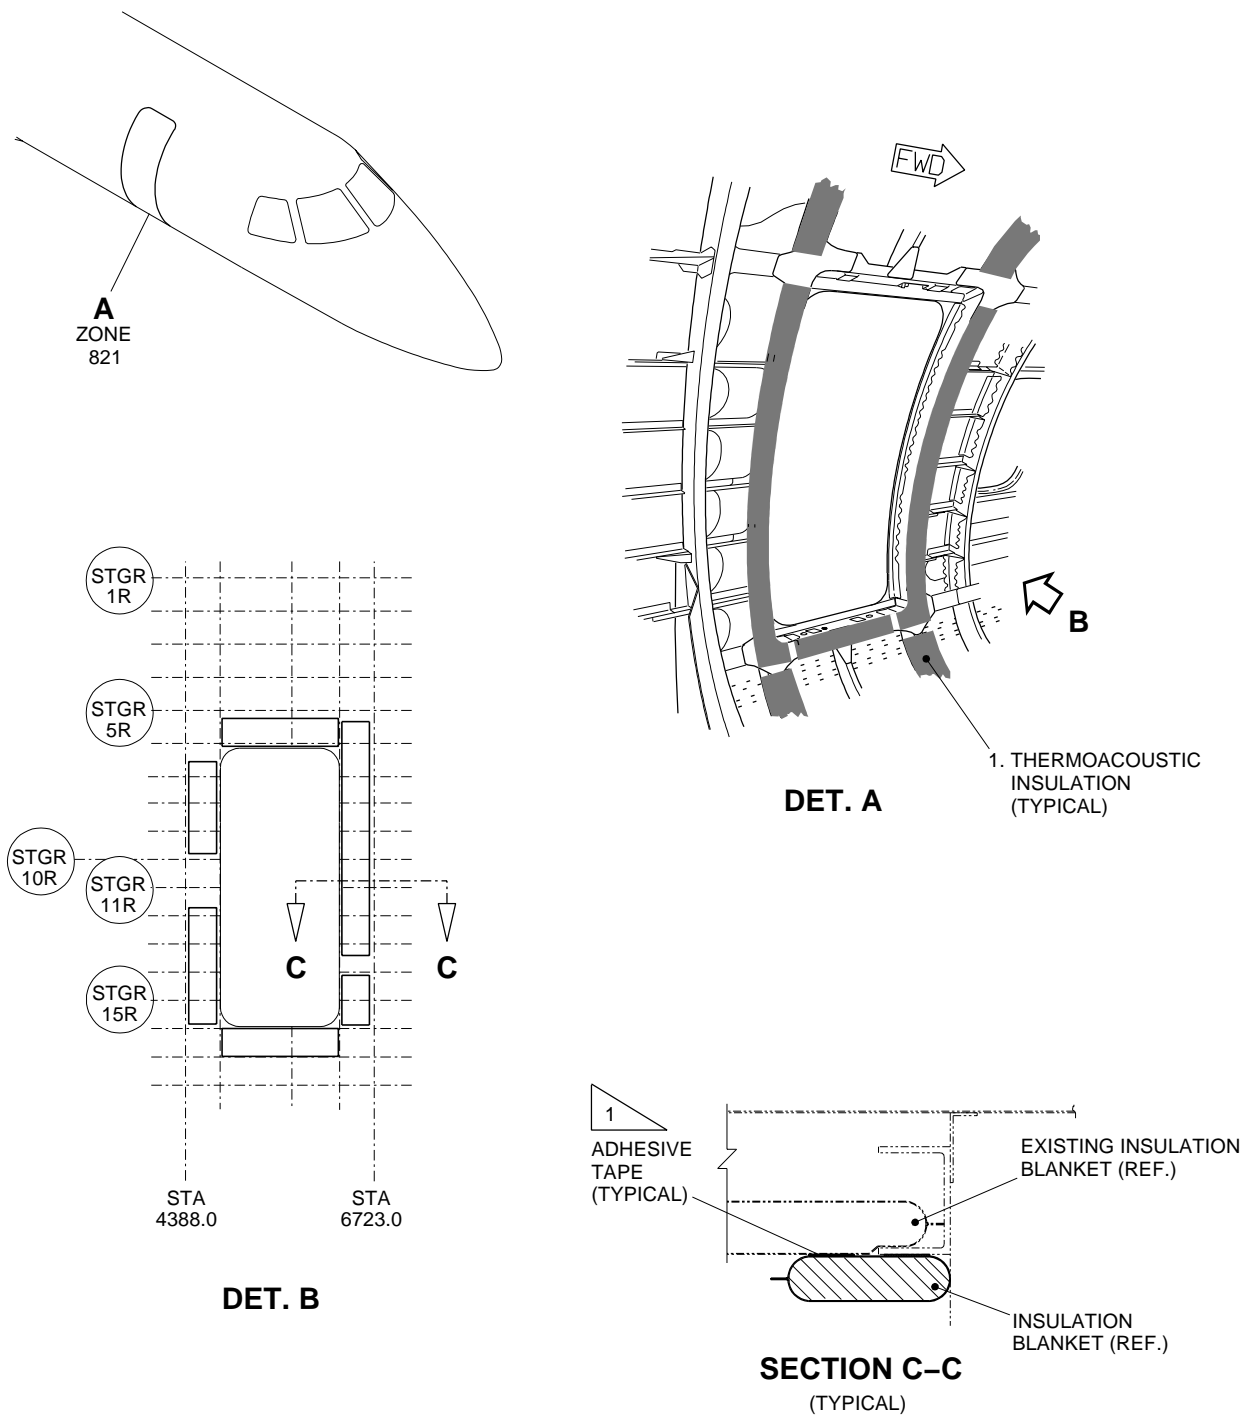 A
ZONE
821
FWD
B
1. THERMOACOUSTIC
INSULATION
(TYPICAL)
DET. A
STGR
1R
STGR
5R
STGR
10R
STGR
11R
STGR
15R
C
C
STA
4388.0
STA
6723.0
DET. B
1
ADHESIVE
TAPE
(TYPICAL)
EXISTING INSULATION
BLANKET (REF.)
INSULATION
BLANKET (REF.)
SECTION C–C
(TYPICAL)